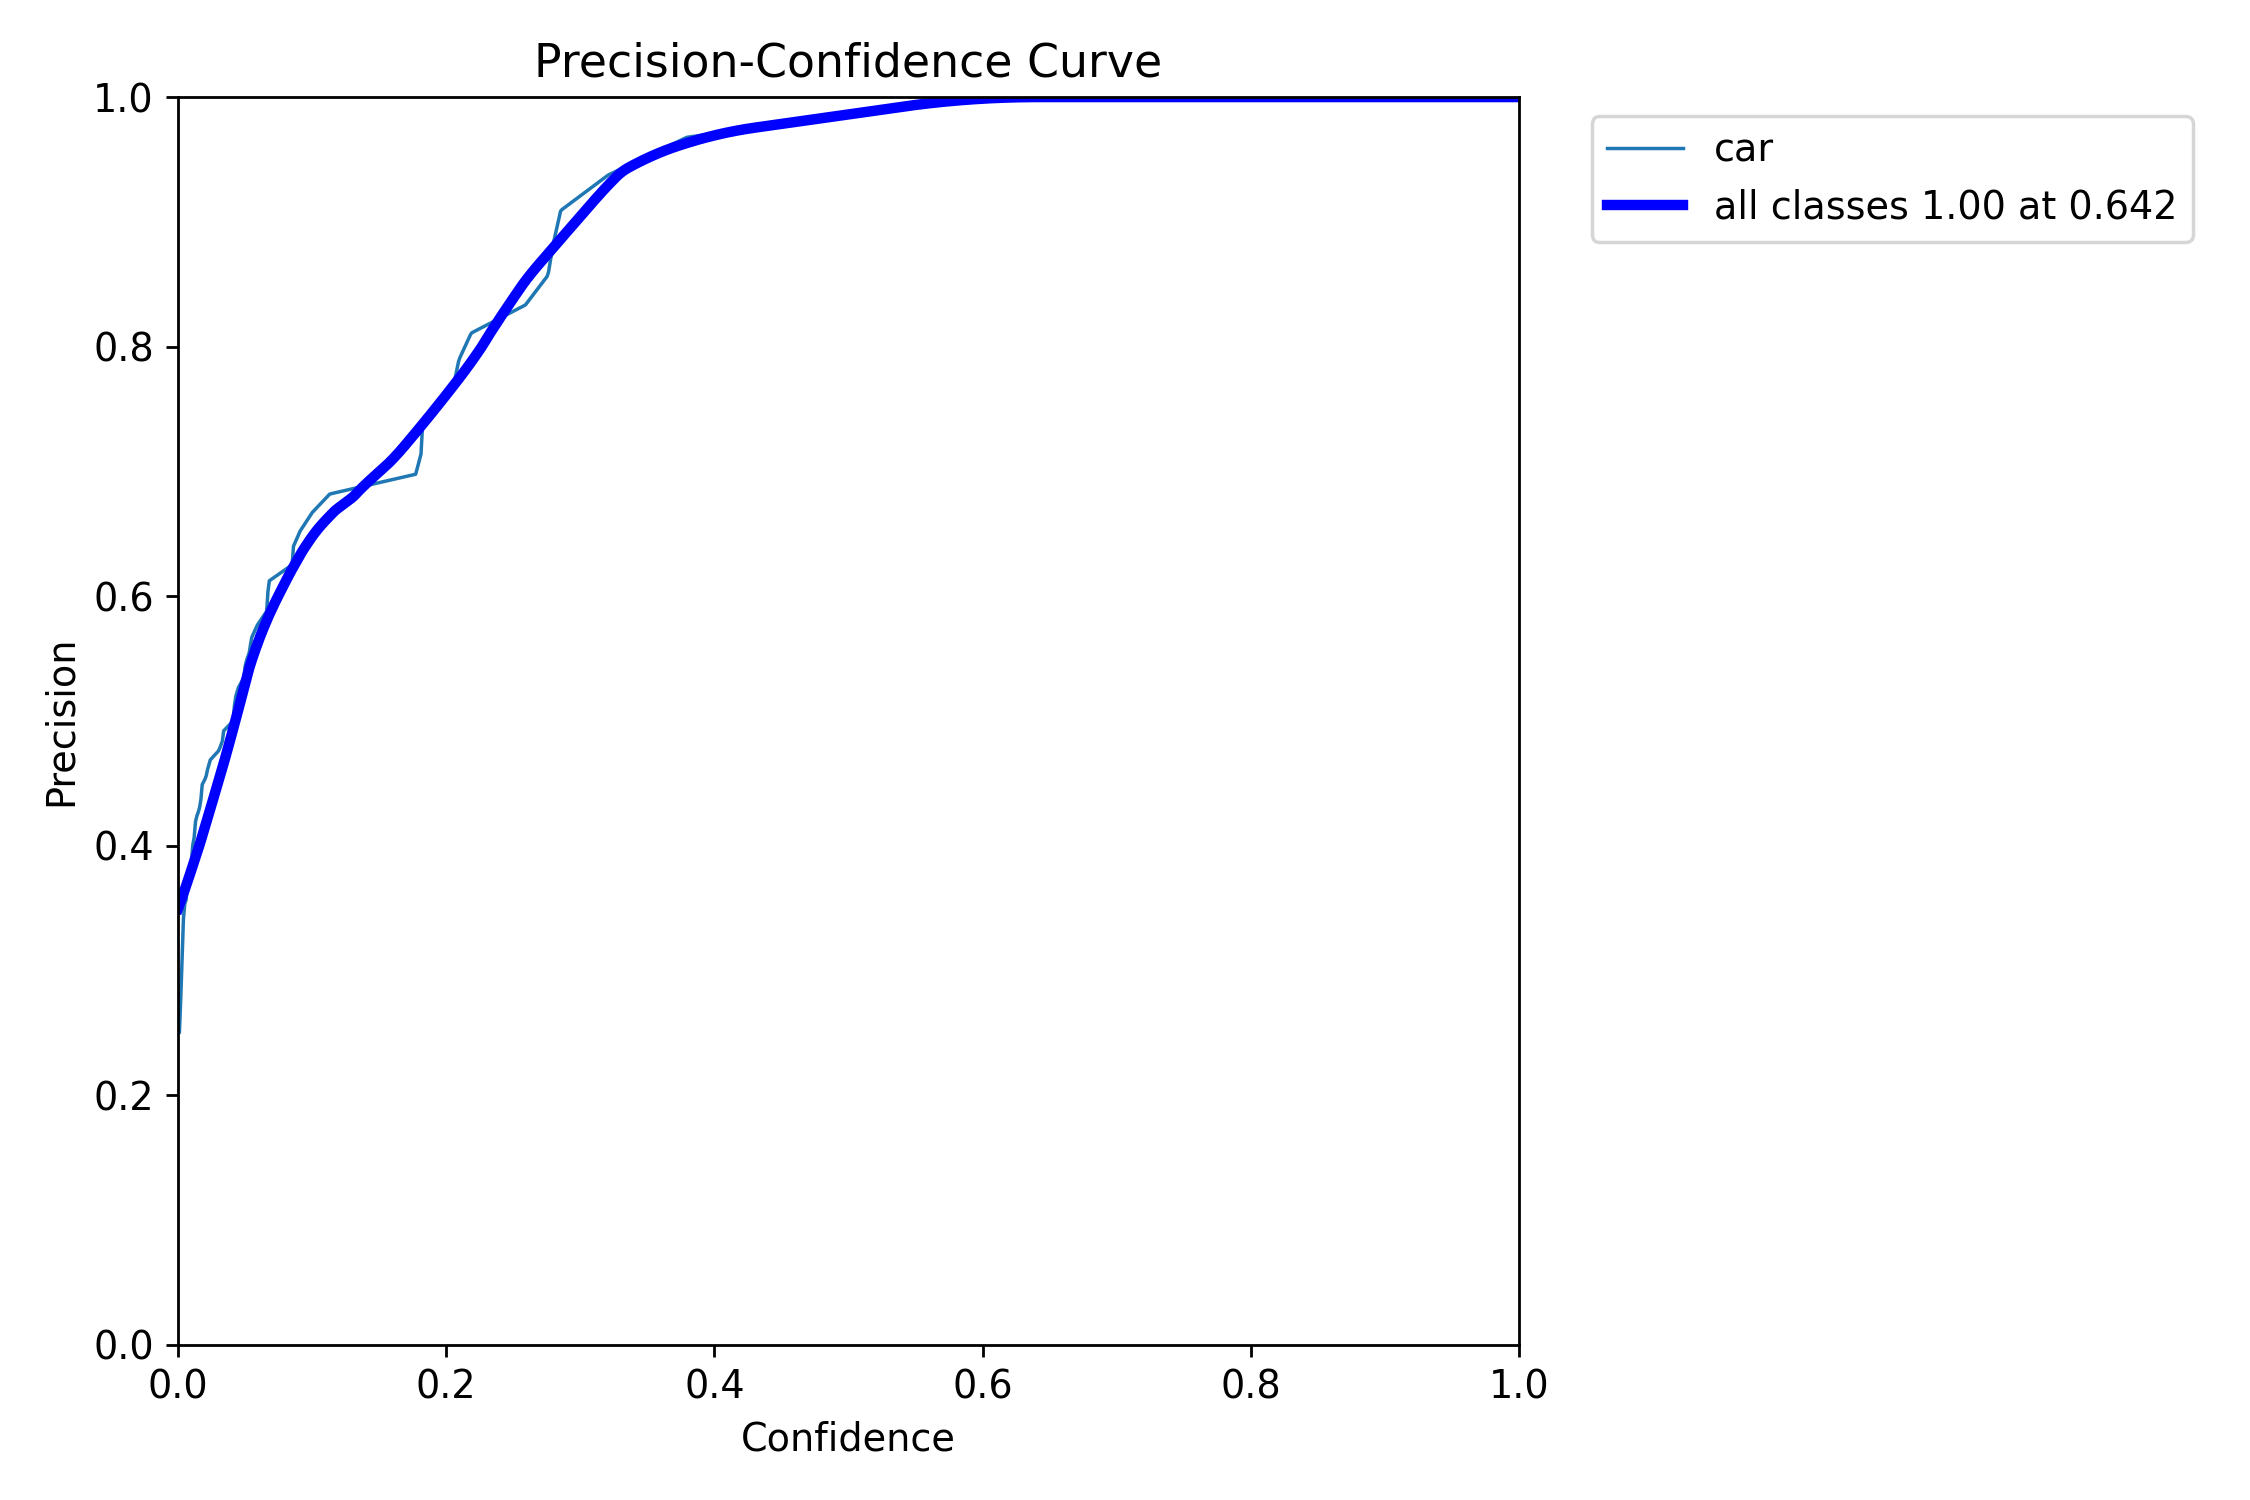 Precision-Confidence Curve
1.0
0.8
0.6
0.4
0.2
0.0
Precision
0.0 0.2 0.4 0.6 0.8 1.0
Confidence
car
all classes 1.00 at 0.642